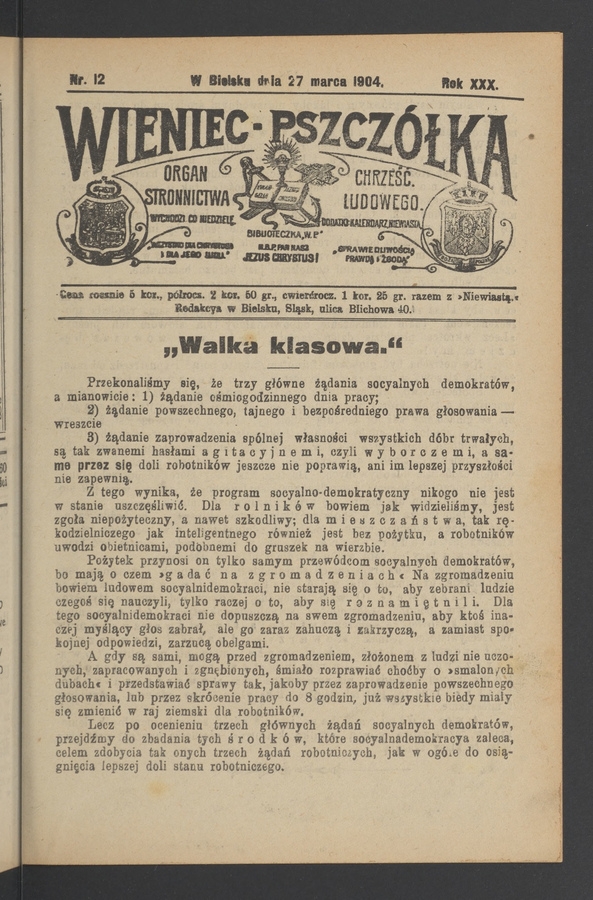 Nr. 12 W Bielsku dnia 27 marca 1904. Rok XXX.
WIENIEC-PSZCZÓŁKA
ORGAN
STRONNICTWA
CHRZEŚĆ.
LUDOWEGO.
WYCHODZI CO NIEDZIELĘ
DODATKI: KALENDARZ, NIEWIASTA,
BIBLIOTECZKA „W. P."
„WSZYSTKO DLA CHRYSTUSA
I DLA JEGO LUDU."
N.B.P. PAN NASZ
JEZUS CHRYSTUS!
„SPRAWIEDLIWOŚCIĄ
PRAWDĄ I ZGODĄ"
Cena rocznie 5 kor., półrocz. 2 kor. 50 gr., cwierćrocz. 1 kor. 25 gr. razem z »Niewiastą.«
Redakcya w Bielsku, Sląsk, ulica Blichowa 40.
„Walka klasowa."
Przekonaliśmy się, że trzy główne żądania socyalnych demokratów,
a mianowicie: 1) żądanie ośmiogodzinnego dnia pracy;
2) żądanie powszechnego, tajnego i bezpośredniego prawa głosowania —
wreszcie
3) żądanie zaprowadzenia spólnej własności wszystkich dóbr trwałych,
są tak zwanemi hasłami agitacyjnemi, czyli wyborczemi, a sa-
me przez się doli robotników jeszcze nie poprawią, ani im lepszej przyszłości
nie zapewnią.
Z tego wynika, że program socyalno-demokratyczny nikogo nie jest
w stanie uszczęśliwić. Dla rolników bowiem jak widzieliśmy, jest
zgoła niepożyteczny, a nawet szkodliwy; dla mieszczaństwa, tak rę-
kodzielniczego jak inteligentnego również jest bez pożytku, a robotników
uwodzi obietnicami, podobnemi do gruszek na wierzbie.
Pożytek przynosi on tylko samym przewódcom socyalnych demokratów,
bo mają o czem »gadać na zgromadzeniach« Na zgromadzeniu
bowiem ludowem socyalnidemokraci, nie starają się o to, aby zebrani ludzie
czegoś się nauczyli, tylko raczej o to, aby się roznamiętnili. Dla
tego socyalnidemokraci nie dopuszczą na swem zgromadzeniu, aby ktoś ina-
czej myślący głos zabrał, ale go zaraz zahuczą i zakrzyczą, a zamiast spo-
kojnej odpowiedzi, zarzucą obelgami.
A gdy są sami, mogą przed zgromadzeniem, złożonem z ludzi nie uczo-
nych, zapracowanych i zgnębionych, śmiało rozprawiać choćby o »smalonych
dubach« i przedstawiać sprawy tak, jakoby przez zaprowadzenie powszechnego
głosowania, lub przez skrócenie pracy do 8 godzin, już wszystkie biedy miały
się zmienić w raj ziemski dla robotników.
Lecz po ocenieniu trzech głównych żądań socyalnych demokratów,
przejdźmy do zbadania tych środków, które socyalnademokracya zaleca,
celem zdobycia tak onych trzech żądań robotniczych, jak w ogóle do osią-
gnięcia lepszej doli stanu robotniczego.